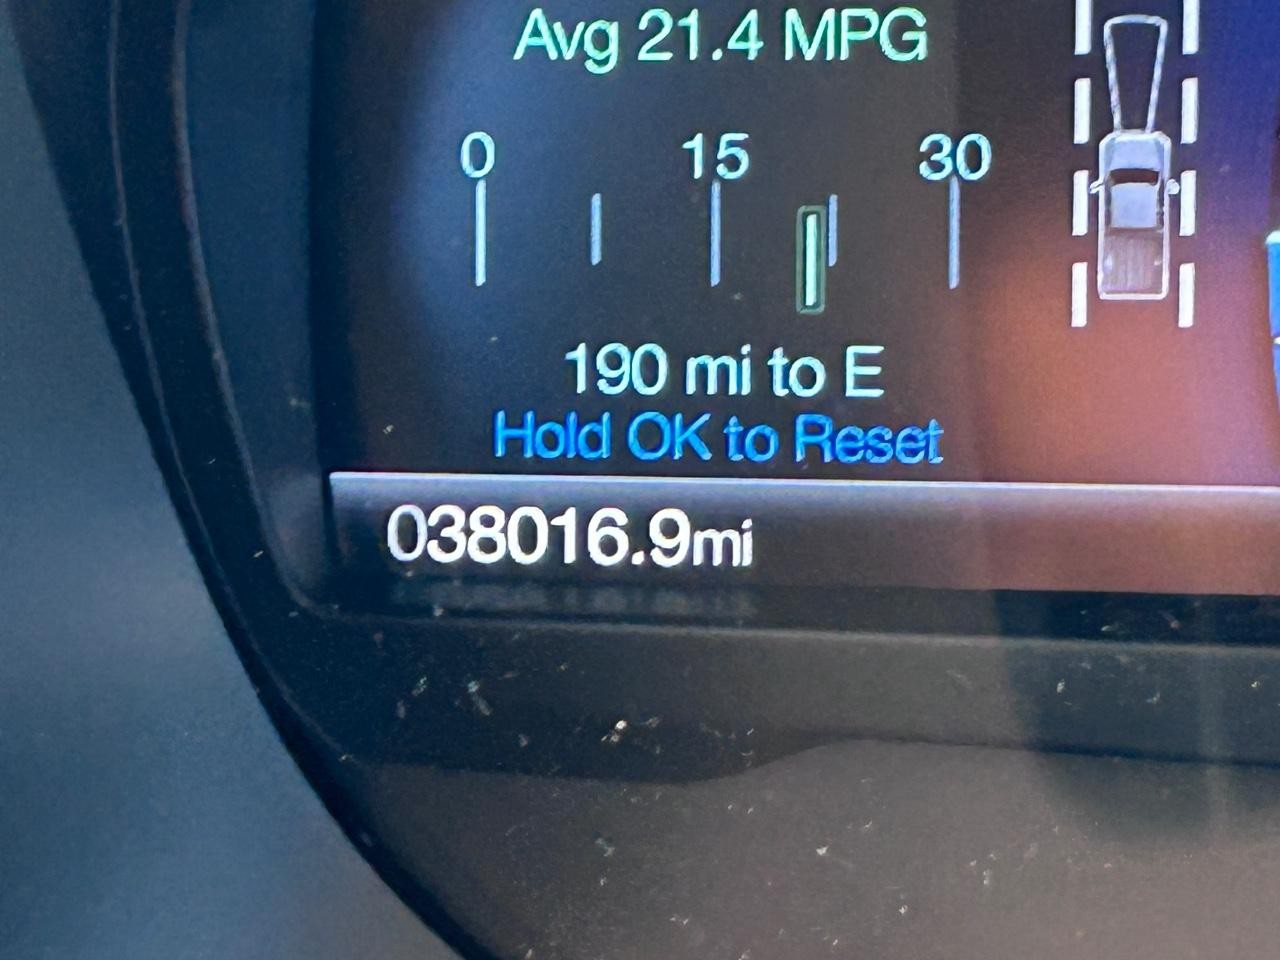 Avg 21.4 MPG
0 15 30
190 mi to E
Hold OK to Reset
038016.9mi